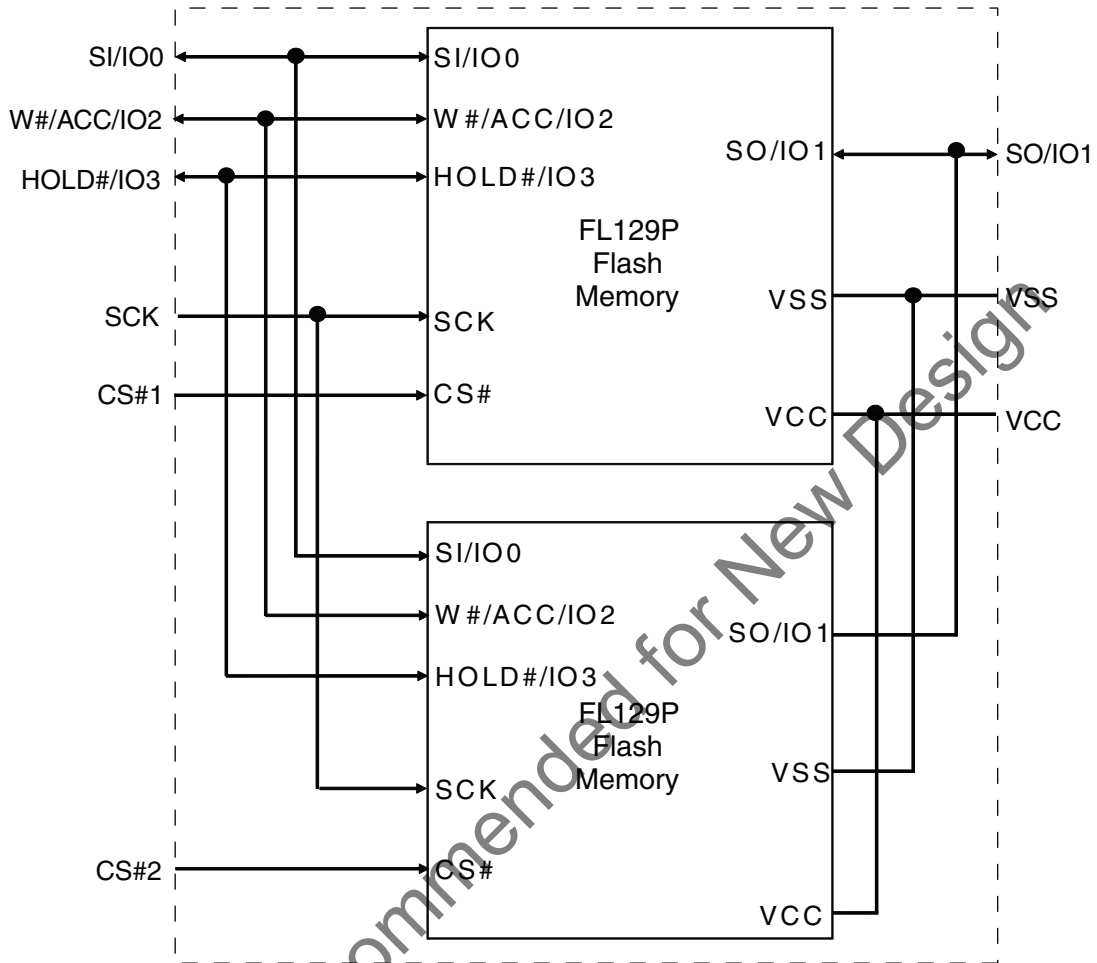 SI/IO0
W#/ACC/IO2
HOLD#/IO3
SCK
CS#1
SI/IO0
W#/ACC/IO2
HOLD#/IO3
SCK
CS#
FL129P
Flash
Memory
SO/IO1
VSS
VCC
SO/IO1
VSS
VCC
CS#2
SI/IO0
W#/ACC/IO2
HOLD#/IO3
SCK
CS#
FL129P
Flash
Memory
SO/IO1
VSS
VCC
ommended for New Design